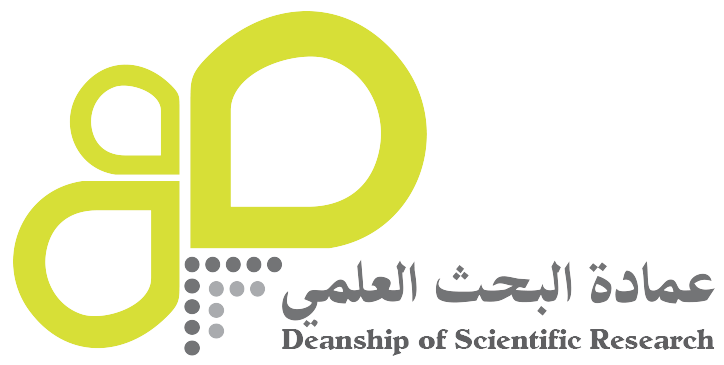 عمادة البحث العلمي
Deanship of Scientific Research